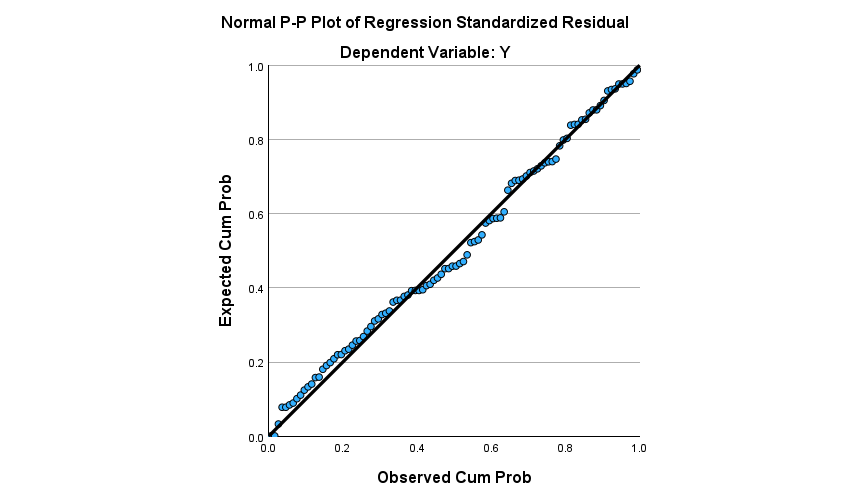 Normal P-P Plot of Regression Standardized Residual
Dependent Variable: Y
Expected Cum Prob
1.0
0.8
0.6
0.4
0.2
0.0
0.0 0.2 0.4 0.6 0.8 1.0
Observed Cum Prob